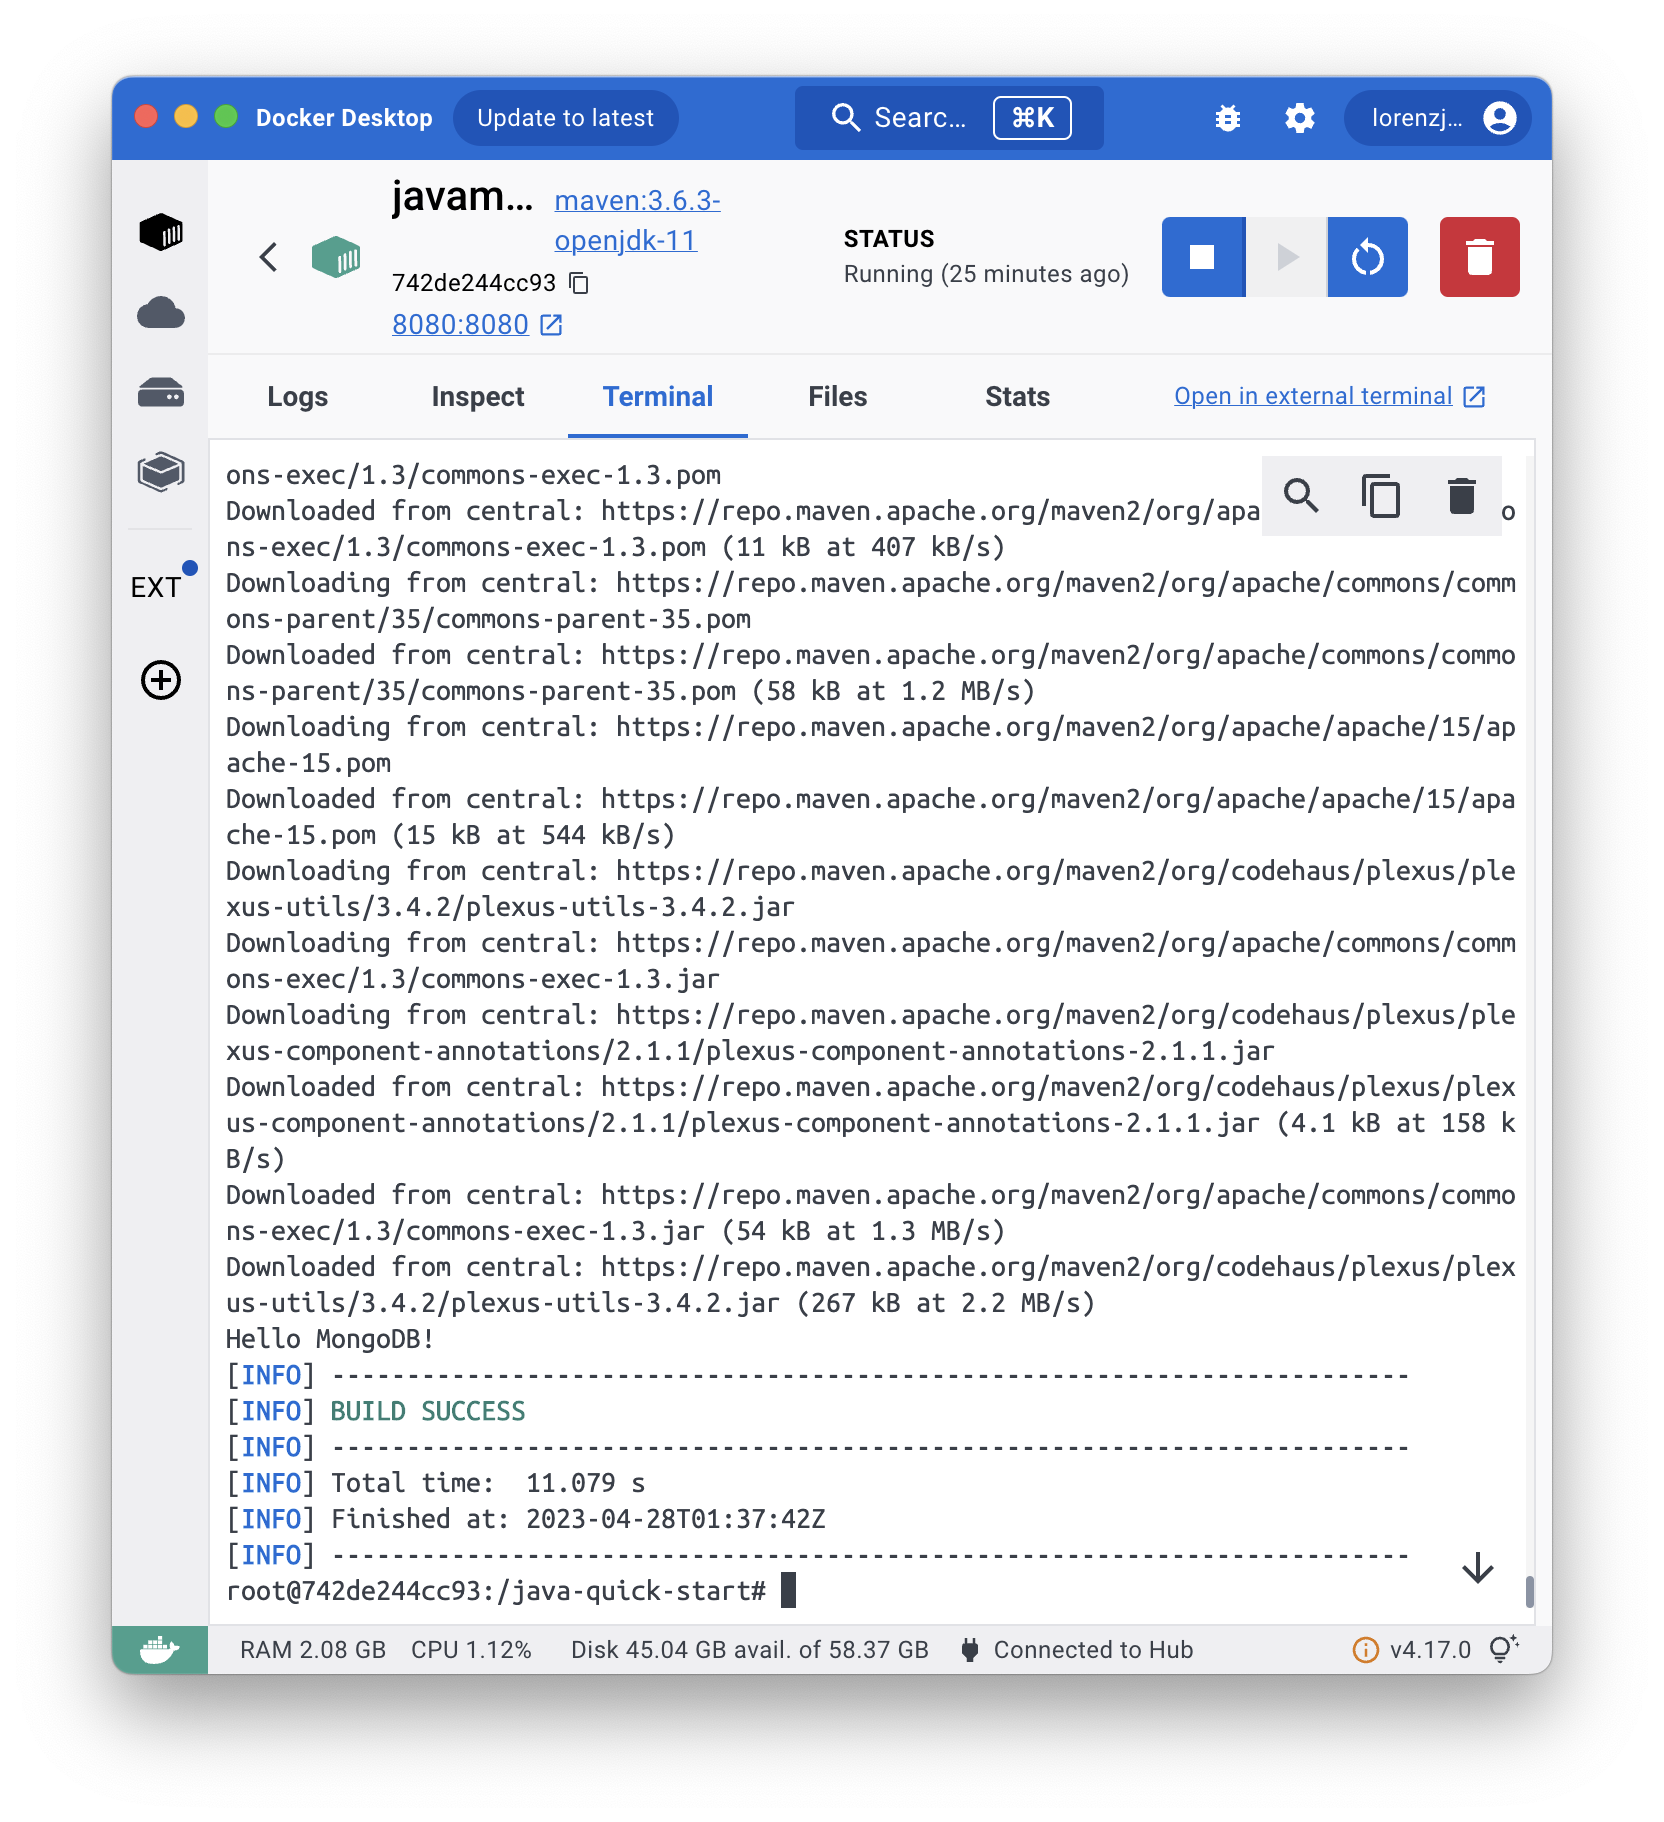 Docker Desktop
Update to latest
Searc...
⌘K
lorenzj...
javam...
maven:3.6.3-
openjdk-11
742de244cc93
8080:8080
STATUS
Running (25 minutes ago)
Logs
Inspect
Terminal
Files
Stats
Open in external terminal
EXT
ons-exec/1.3/commons-exec-1.3.pom
Downloaded from central: https://repo.maven.apache.org/maven2/org/apa o
ns-exec/1.3/commons-exec-1.3.pom (11 kB at 407 kB/s)
Downloading from central: https://repo.maven.apache.org/maven2/org/apache/commons/comm
ons-parent/35/commons-parent-35.pom
Downloaded from central: https://repo.maven.apache.org/maven2/org/apache/commons/commo
ns-parent/35/commons-parent-35.pom (58 kB at 1.2 MB/s)
Downloading from central: https://repo.maven.apache.org/maven2/org/apache/apache/15/ap
ache-15.pom
Downloaded from central: https://repo.maven.apache.org/maven2/org/apache/apache/15/apa
che-15.pom (15 kB at 544 kB/s)
Downloading from central: https://repo.maven.apache.org/maven2/org/codehaus/plexus/ple
xus-utils/3.4.2/plexus-utils-3.4.2.jar
Downloading from central: https://repo.maven.apache.org/maven2/org/apache/commons/comm
ons-exec/1.3/commons-exec-1.3.jar
Downloading from central: https://repo.maven.apache.org/maven2/org/codehaus/plexus/ple
xus-component-annotations/2.1.1/plexus-component-annotations-2.1.1.jar
Downloaded from central: https://repo.maven.apache.org/maven2/org/codehaus/plexus/plex
us-component-annotations/2.1.1/plexus-component-annotations-2.1.1.jar (4.1 kB at 158 k
B/s)
Downloaded from central: https://repo.maven.apache.org/maven2/org/apache/commons/commo
ns-exec/1.3/commons-exec-1.3.jar (54 kB at 1.3 MB/s)
Downloaded from central: https://repo.maven.apache.org/maven2/org/codehaus/plexus/plex
us-utils/3.4.2/plexus-utils-3.4.2.jar (267 kB at 2.2 MB/s)
Hello MongoDB!
[INFO] ------------------------------------------------------------------------
[INFO] BUILD SUCCESS
[INFO] ------------------------------------------------------------------------
[INFO] Total time:  11.079 s
[INFO] Finished at: 2023-04-28T01:37:42Z
[INFO] ------------------------------------------------------------------------
root@742de244cc93:/java-quick-start#
RAM 2.08 GB CPU 1.12% Disk 45.04 GB avail. of 58.37 GB Connected to Hub v4.17.0